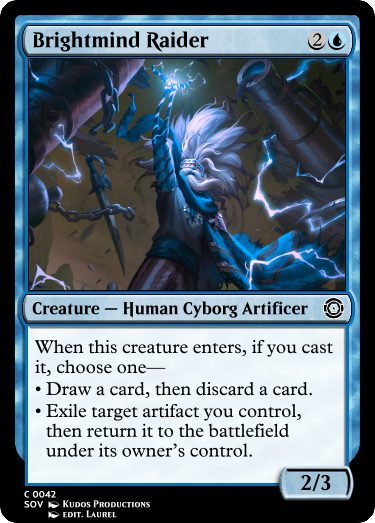 Brightmind Raider 2
Creature — Human Cyborg Artificer
When this creature enters, if you cast
it, choose one—
• Draw a card, then discard a card.
• Exile target artifact you control,
then return it to the battlefield
under its owner's control.
2/3
C 0042
SOV Kudos Productions
edit. Laurel